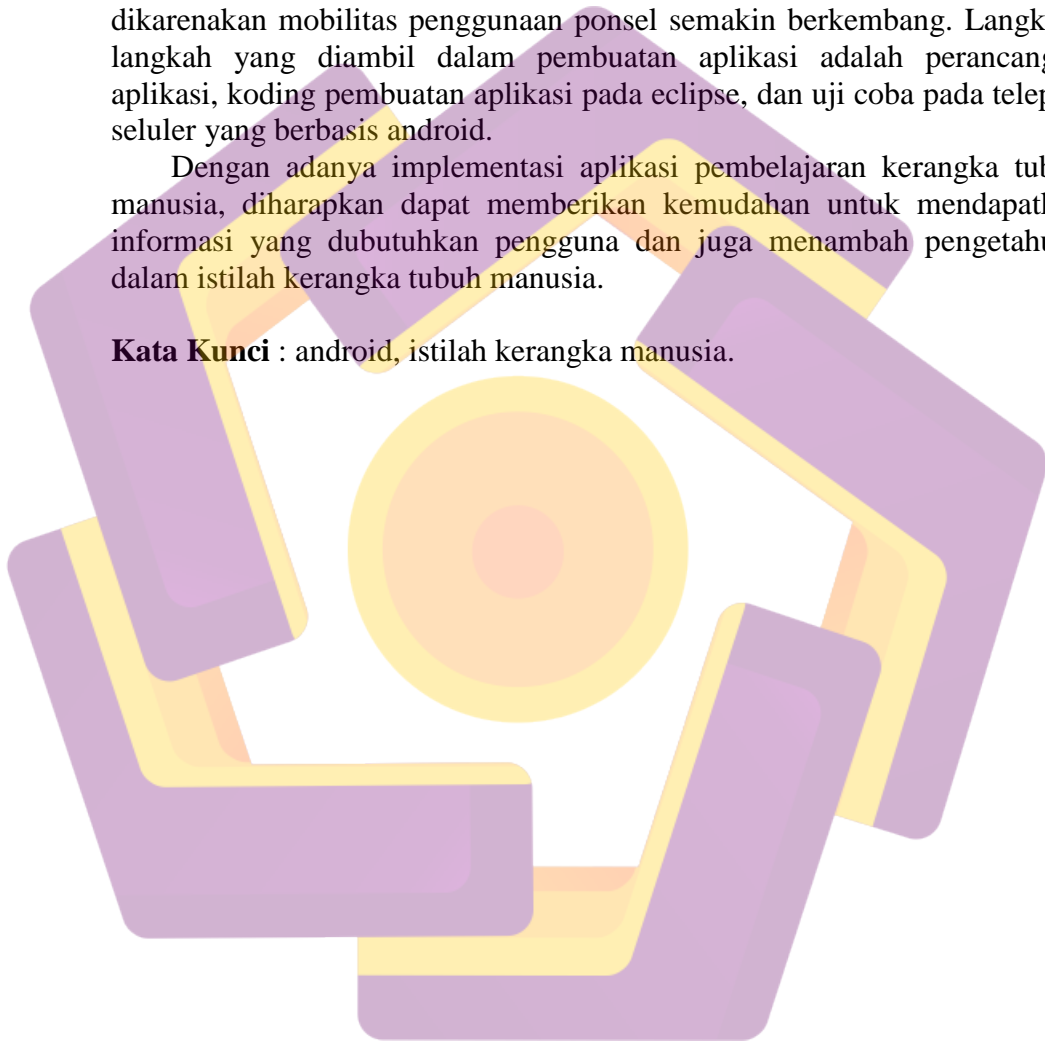 dikarenakan mobilitas penggunaan ponsel semakin berkembang. Langk
langkah yang diambil dalam pembuatan aplikasi adalah perancang
aplikasi, koding pembuatan aplikasi pada eclipse, dan uji coba pada telep
seluler yang berbasis android.
Dengan adanya implementasi aplikasi pembelajaran kerangka tub
manusia, diharapkan dapat memberikan kemudahan untuk mendapatk
informasi yang dubutuhkan pengguna dan juga menambah pengetahu
dalam istilah kerangka tubuh manusia.
Kata Kunci : android, istilah kerangka manusia.